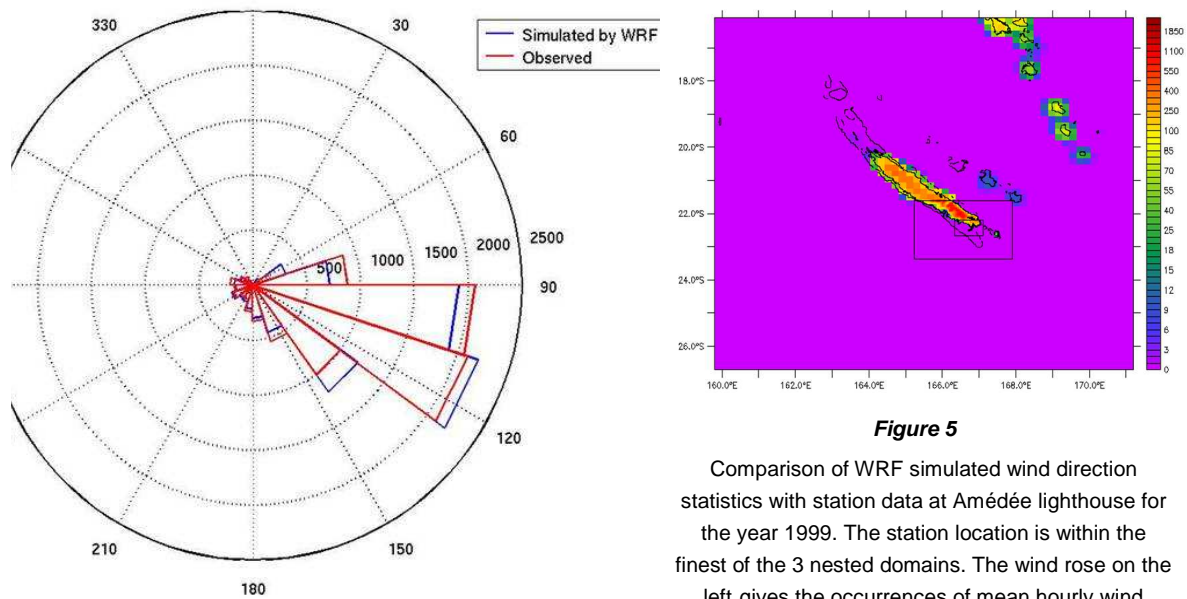 330
30
Simulated by WRF
Observed
60
500
1000
1500
2000
2500
90
120
150
180
210
18.0°S
20.0°S
22.0°S
24.0°S
26.0°S
160.0°E
162.0°E
164.0°E
166.0°E
168.0°E
170.0°E
1850
1100
550
400
250
100
85
70
55
40
25
18
15
12
9
6
3
0
Figure 5
Comparison of WRF simulated wind direction
statistics with station data at Amédée lighthouse for
the year 1999. The station location is within the
finest of the 3 nested domains. The wind rose on the
left gives the occurrences of mean hourly wind